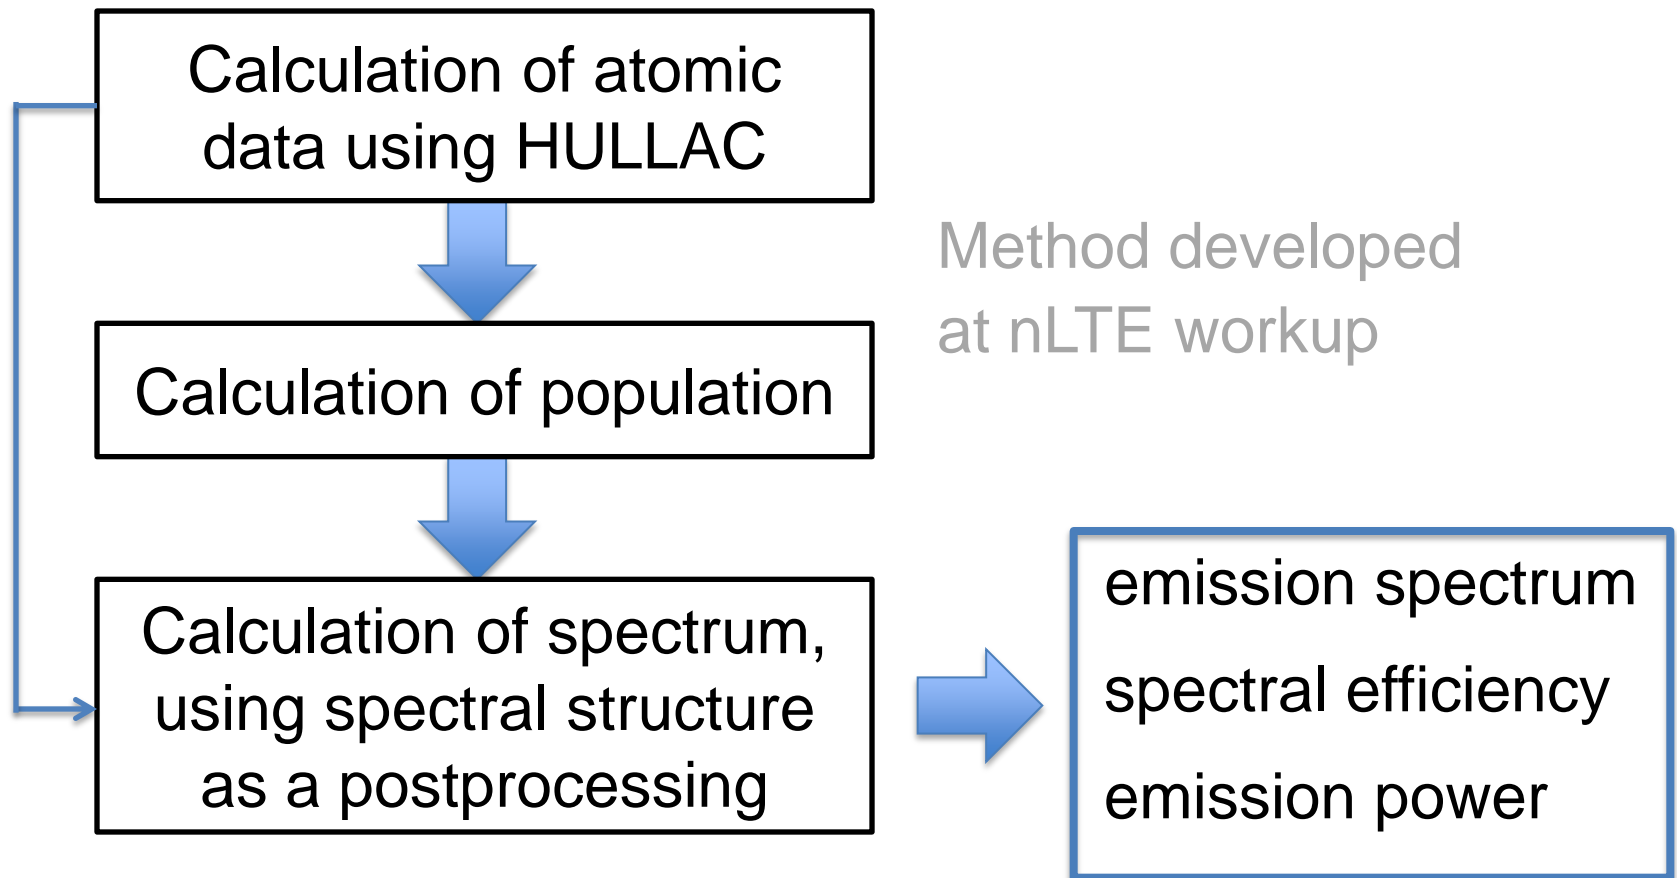 Calculation of atomic
data using HULLAC
Method developed
at nLTE workup
Calculation of population
Calculation of spectrum,
using spectral structure
as a postprocessing
emission spectrum
spectral efficiency
emission power